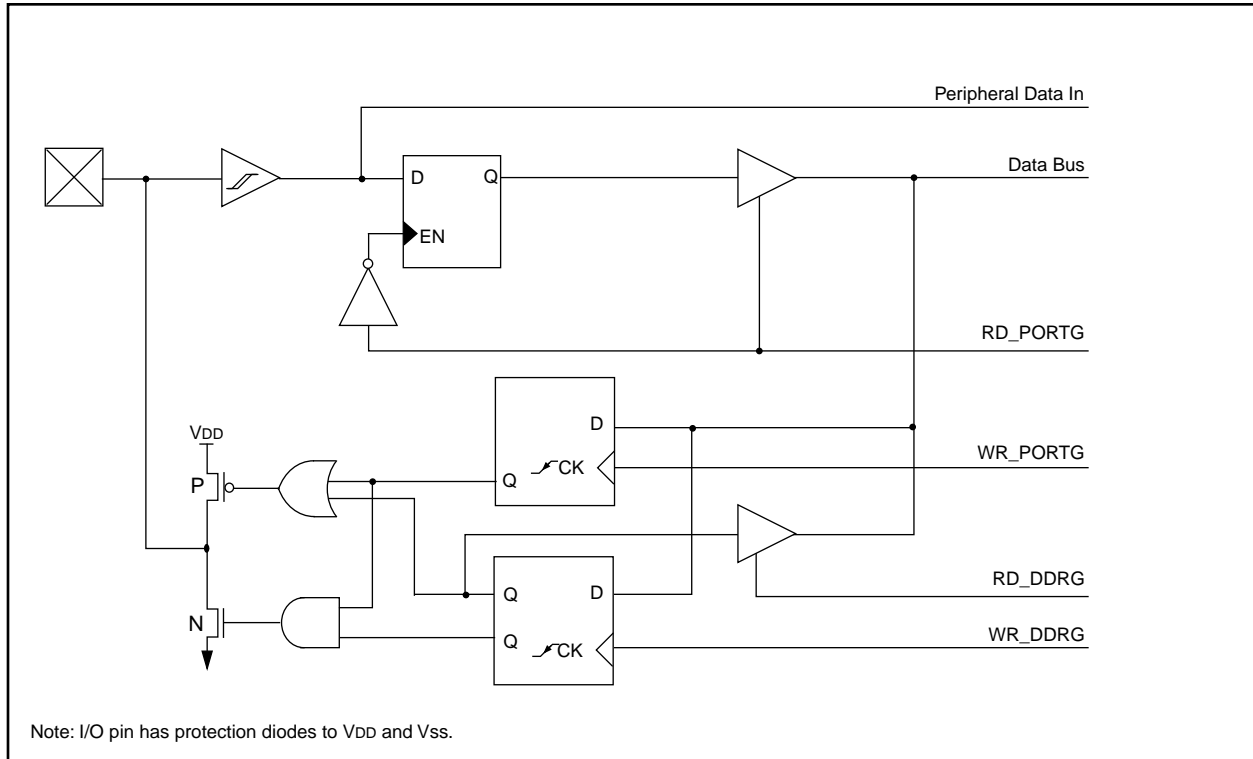 Peripheral Data In
Data Bus
D
Q
EN
RD_PORTG
D
VDD
WR_PORTG
P
Q
CK
RD_DDRG
Q
D
N
Q
CK
WR_DDRG
Note: I/O pin has protection diodes to VDD and Vss.